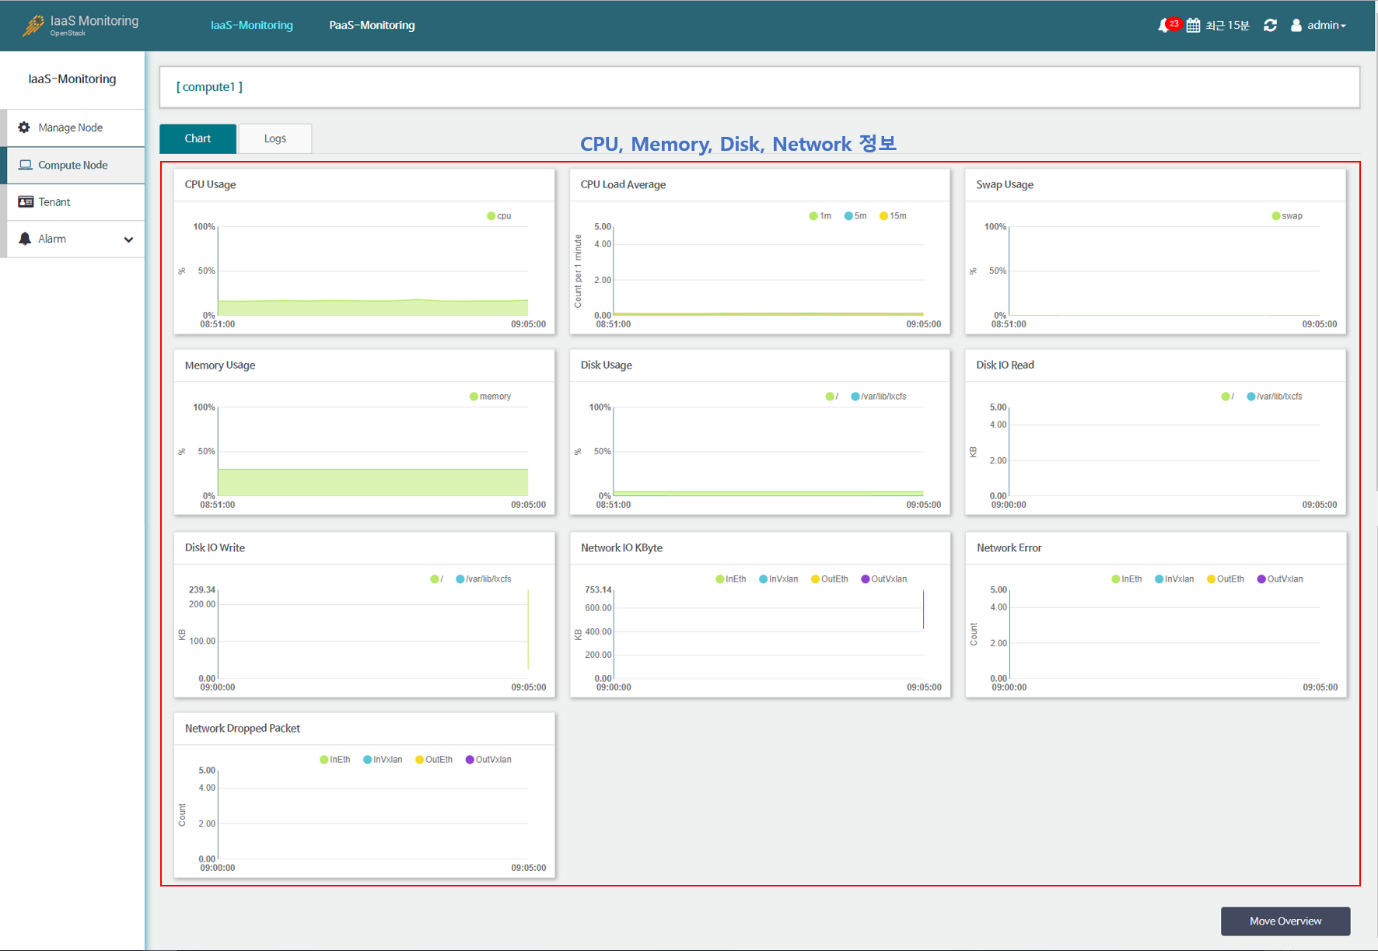 IaaS Monitoring
OpenStack
IaaS-Monitoring
PaaS-Monitoring
23
최근 15분
admin
IaaS-Monitoring
Manage Node
Compute Node
Tenant
Alarm
[ compute1 ]
Chart
Logs
CPU, Memory, Disk, Network 정보
CPU Usage
cpu
100%
50%
0%
%
08:51:00
09:05:00
CPU Load Average
1m
5m
15m
5.00
4.00
2.00
0.00
Count per 1 minute
08:51:00
09:05:00
Swap Usage
swap
100%
50%
0%
%
08:51:00
09:05:00
Memory Usage
memory
100%
50%
0%
%
08:51:00
09:05:00
Disk Usage
/
/var/lib/lxcfs
100%
50%
0%
%
08:51:00
09:05:00
Disk IO Read
/
/var/lib/lxcfs
5.00
4.00
2.00
0.00
KB
09:00:00
09:05:00
Disk IO Write
/
/var/lib/lxcfs
239.34
200.00
100.00
0.00
KB
09:00:00
09:05:00
Network IO KByte
InEth
InVxlan
OutEth
OutVxlan
753.14
600.00
400.00
200.00
0.00
KB
09:00:00
09:05:00
Network Error
InEth
InVxlan
OutEth
OutVxlan
5.00
4.00
2.00
0.00
Count
09:00:00
09:05:00
Network Dropped Packet
InEth
InVxlan
OutEth
OutVxlan
5.00
4.00
2.00
0.00
Count
09:00:00
09:05:00
Move Overview